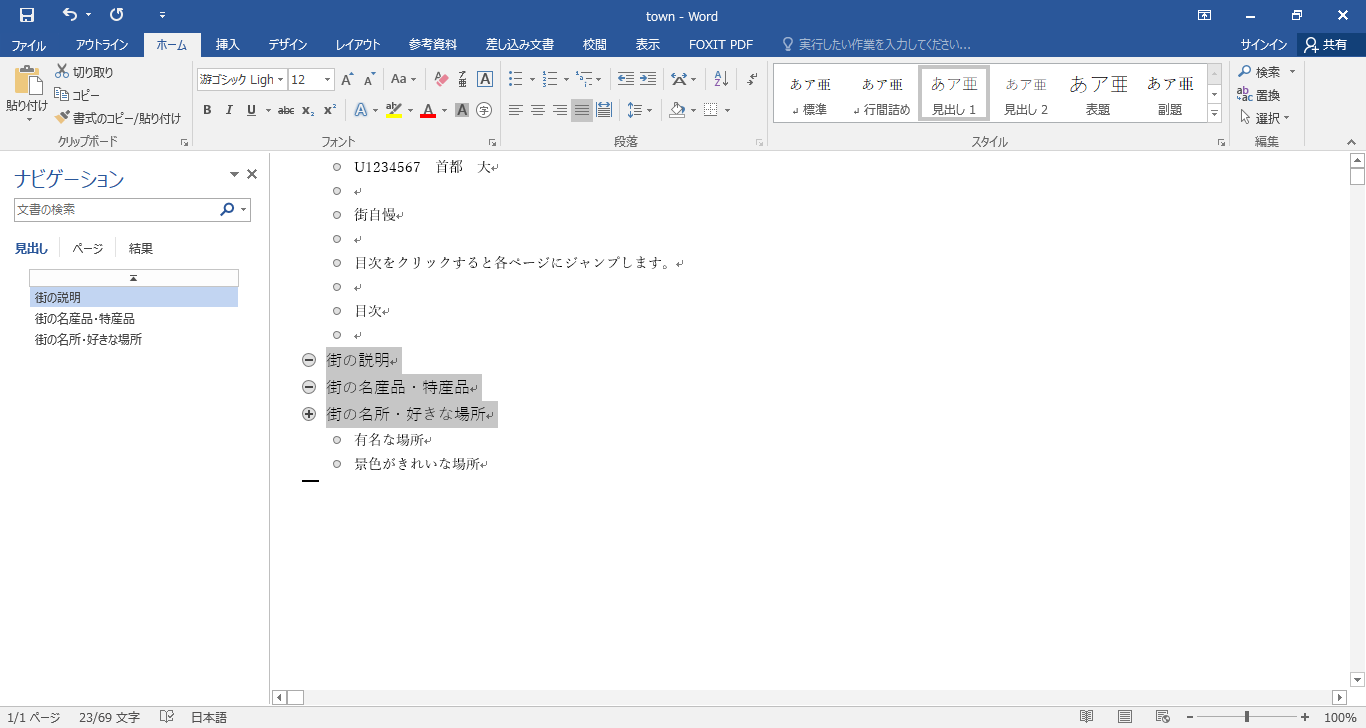 town - Word
ファイル アウトライン ホーム 挿入 デザイン レイアウト 参考資料 差し込み文書 校閲 表示 FOXIT PDF 実行したい作業を入力してください... サインイン 共有
貼り付け
切り取り
コピー
書式のコピー/貼り付け
クリップボード
游ゴシック Ligh 12 A A Aa 亜 A
B I U abc x₂ x² A ab A A 字
フォント
段落
あア亜 あア亜 あア亜 あア亜 あア亜 あア亜
↲ 標準 ↲ 行間詰め 見出し 1 見出し 2 表題 副題
スタイル
検索
置換
選択
編集
ナビゲーション
文書の検索
見出し ページ 結果
街の説明
街の名産品・特産品
街の名所・好きな場所
U1234567 首都 大↲
↲
街自慢↲
↲
目次をクリックすると各ページにジャンプします。↲
↲
目次↲
↲
街の説明↲
街の名産品・特産品↲
街の名所・好きな場所↲
有名な場所↲
景色がきれいな場所↲
1/1 ページ 23/69 文字 日本語 100%